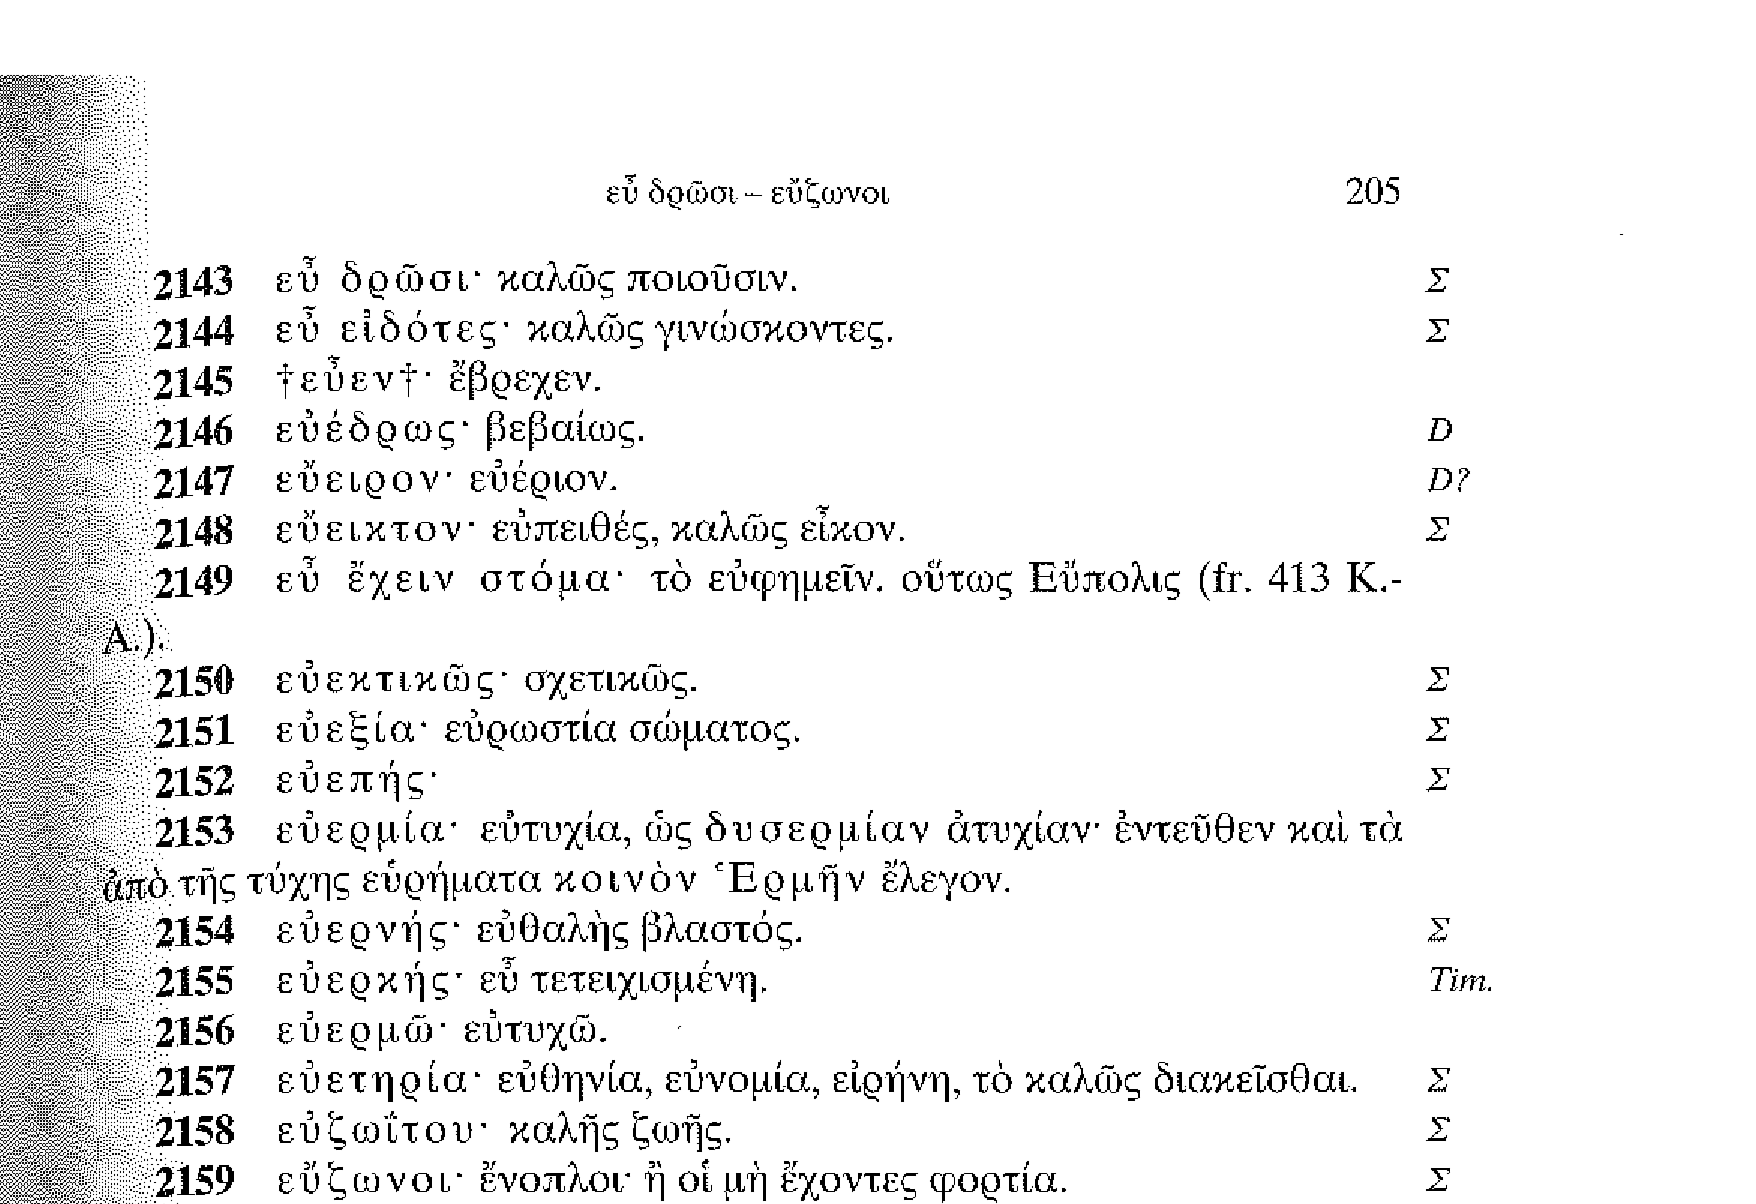 εὖ δρῶσι – εὔζωνοι 205
2143 εὖ δρῶσι· καλῶς ποιοῦσιν. Σ
2144 εὖ εἰδότες· καλῶς γινώσκοντες. Σ
2145 †εὖεν†· ἔβρεχεν.
2146 εὐέδρως· βεβαίως. D
2147 εὔειρον· εὐέριον. D?
2148 εὔεικτον· εὐπειθές, καλῶς εἶκον. Σ
2149 εὖ ἔχειν στόμα· τὸ εὐφημεῖν. οὕτως Εὔπολις (fr. 413 K.-
A.).
2150 εὐεκτικῶς· σχετικῶς. Σ
2151 εὐεξία· εὐρωστία σώματος. Σ
2152 εὐεπής· Σ
2153 εὐερμία· εὐτυχία, ὡς δυσερμίαν ἀτυχίαν· ἐντεῦθεν καὶ τὰ
ἀπὸ τῆς τύχης εὑρήματα κοινὸν Ἑρμῆν ἔλεγον.
2154 εὐερνής· εὐθαλὴς βλαστός. Σ
2155 εὐερκής· εὖ τετειχισμένη. Tim.
2156 εὐερμῶ· εὐτυχῶ.
2157 εὐετηρία· εὐθηνία, εὐνομία, εἰρήνη, τὸ καλῶς διακεῖσθαι. Σ
2158 εὐζωΐτου· καλῆς ζωῆς. Σ
2159 εὔζωνοι· ἔνοπλοι· ἢ οἱ μὴ ἔχοντες φορτία. Σ